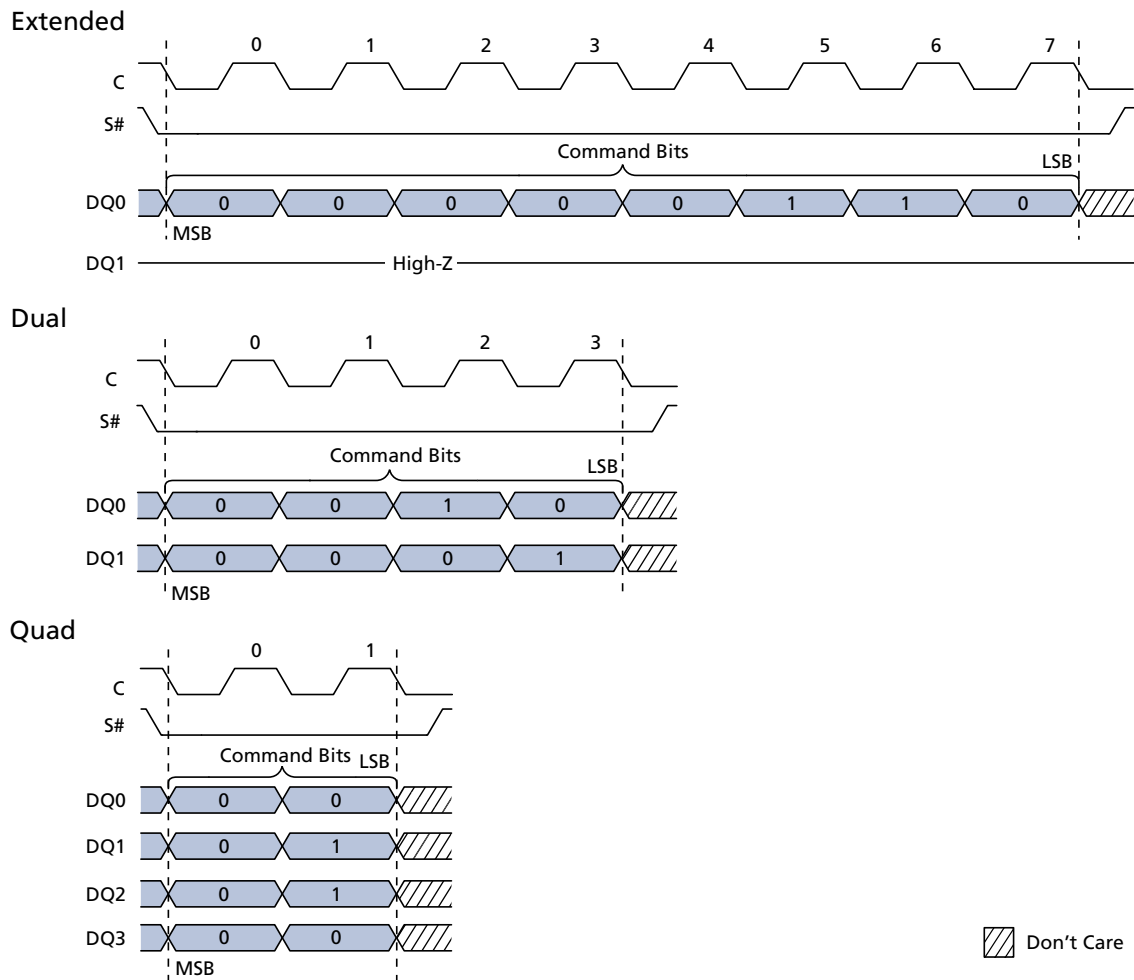 Extended
0 1 2 3 4 5 6 7
C
S#
Command Bits
LSB
DQ0 0 0 0 0 0 1 1 0
MSB
DQ1 High-Z
Dual
0 1 2 3
C
S#
Command Bits
LSB
DQ0 0 0 1 0
DQ1 0 0 0 1
MSB
Quad
0 1
C
S#
Command Bits LSB
DQ0 0 0
DQ1 0 1
DQ2 0 1
DQ3 0 0
Don't Care
MSB